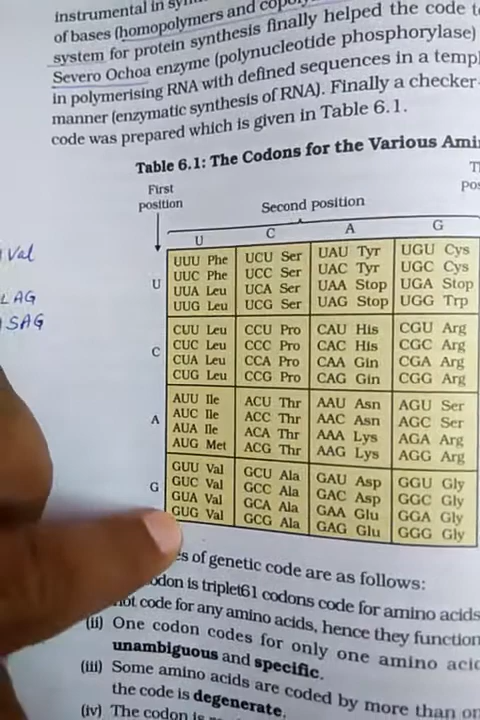 instrumental in
of bases (homopolymers and
system for protein synthesis finally helped the code
Severo Ochoa enzyme (polynucleotide phosphorylase)
in polymerising RNA with defined sequences in a
manner (enzymatic synthesis of RNA). Finally a checker-
code was prepared which is given in Table 6.1.
Table 6.1: The Codons for the Various
First position
Second position
U C A G
U
UUU Phe UCU Ser UAU Tyr UGU Cys
UUC Phe UCC Ser UAC Tyr UGC Cys
UUA Leu UCA Ser UAA Stop UGA Stop
UUG Leu UCG Ser UAG Stop UGG Trp
C
CUU Leu CCU Pro CAU His CGU Arg
CUC Leu CCC Pro CAC His CGC Arg
CUA Leu CCA Pro CAA Gin CGA Arg
CUG Leu CCG Pro CAG Gin CGG Arg
A
AUU Ile ACU Thr AAU Asn AGU Ser
AUC Ile ACC Thr AAC Asn AGC Ser
AUA Ile ACA Thr AAA Lys AGA Arg
AUG Met ACG Thr AAG Lys AGG Arg
G
GUU Val GCU Ala GAU Asp GGU Gly
GUC Val GCC Ala GAC Asp GGC Gly
GUA Val GCA Ala GAA Glu GGA Gly
GUG Val GCG Ala GAG Glu GGG Gly
Val
LAG
SAG
of genetic code are as follows:
is triplet61 codons code for amino acids
code for any amino acids, hence they function
(ii) One codon codes for only one amino
unambiguous and specific.
(iii) Some amino acids are coded by more than
the code is degenerate.
(iv) The codon is